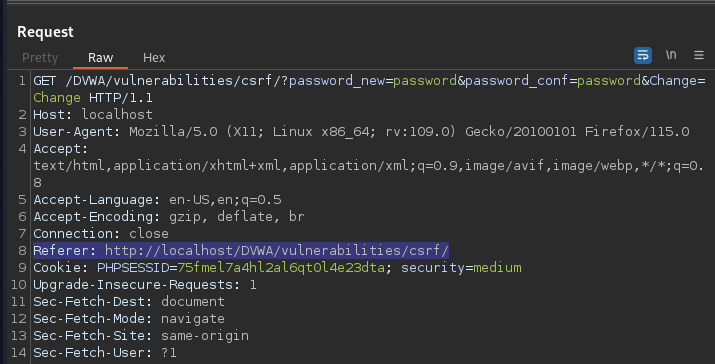 Request
Pretty Raw Hex
\n
1 GET /DVWA/vulnerabilities/csrf/?password_new=password&password_conf=password&Change=
Change HTTP/1.1
2 Host: localhost
3 User-Agent: Mozilla/5.0 (X11; Linux x86_64; rv:109.0) Gecko/20100101 Firefox/115.0
4 Accept:
text/html,application/xhtml+xml,application/xml;q=0.9,image/avif,image/webp,*/*;q=0.
8
5 Accept-Language: en-US,en;q=0.5
6 Accept-Encoding: gzip, deflate, br
7 Connection: close
8 Referer: http://localhost/DVWA/vulnerabilities/csrf/
9 Cookie: PHPSESSID=75fmel7a4hl2al6qt0l4e23dta; security=medium
10 Upgrade-Insecure-Requests: 1
11 Sec-Fetch-Dest: document
12 Sec-Fetch-Mode: navigate
13 Sec-Fetch-Site: same-origin
14 Sec-Fetch-User: ?1